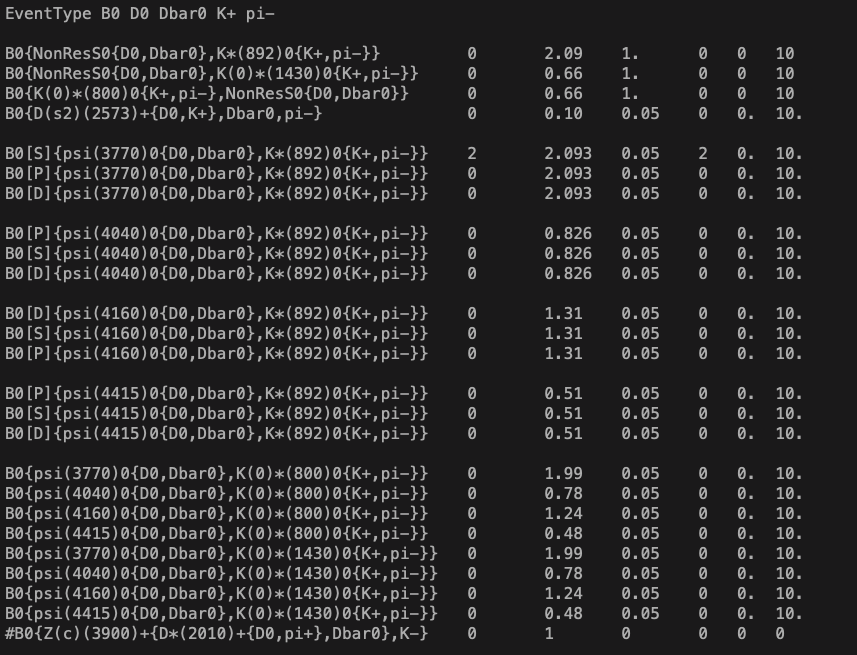 EventType B0 D0 Dbar0 K+ pi-
B0{NonResS0{D0,Dbar0},K*(892)0{K+,pi-}} 0 2.09 1. 0 0 10
B0{NonResS0{D0,Dbar0},K(0)*(1430)0{K+,pi-}} 0 0.66 1. 0 0 10
B0{K(0)*(800)0{K+,pi-},NonResS0{D0,Dbar0}} 0 0.66 1. 0 0 10
B0{D(s2)(2573)+{D0,K+},Dbar0,pi-} 0 0.10 0.05 0 0. 10.
B0[S]{psi(3770)0{D0,Dbar0},K*(892)0{K+,pi-}} 2 2.093 0.05 2 0. 10.
B0[P]{psi(3770)0{D0,Dbar0},K*(892)0{K+,pi-}} 0 2.093 0.05 0 0. 10.
B0[D]{psi(3770)0{D0,Dbar0},K*(892)0{K+,pi-}} 0 2.093 0.05 0 0. 10.
B0[P]{psi(4040)0{D0,Dbar0},K*(892)0{K+,pi-}} 0 0.826 0.05 0 0. 10.
B0[S]{psi(4040)0{D0,Dbar0},K*(892)0{K+,pi-}} 0 0.826 0.05 0 0. 10.
B0[D]{psi(4040)0{D0,Dbar0},K*(892)0{K+,pi-}} 0 0.826 0.05 0 0. 10.
B0[D]{psi(4160)0{D0,Dbar0},K*(892)0{K+,pi-}} 0 1.31 0.05 0 0. 10.
B0[S]{psi(4160)0{D0,Dbar0},K*(892)0{K+,pi-}} 0 1.31 0.05 0 0. 10.
B0[P]{psi(4160)0{D0,Dbar0},K*(892)0{K+,pi-}} 0 1.31 0.05 0 0. 10.
B0[P]{psi(4415)0{D0,Dbar0},K*(892)0{K+,pi-}} 0 0.51 0.05 0 0. 10.
B0[S]{psi(4415)0{D0,Dbar0},K*(892)0{K+,pi-}} 0 0.51 0.05 0 0. 10.
B0[D]{psi(4415)0{D0,Dbar0},K*(892)0{K+,pi-}} 0 0.51 0.05 0 0. 10.
B0{psi(3770)0{D0,Dbar0},K(0)*(800)0{K+,pi-}} 0 1.99 0.05 0 0. 10.
B0{psi(4040)0{D0,Dbar0},K(0)*(800)0{K+,pi-}} 0 0.78 0.05 0 0. 10.
B0{psi(4160)0{D0,Dbar0},K(0)*(800)0{K+,pi-}} 0 1.24 0.05 0 0. 10.
B0{psi(4415)0{D0,Dbar0},K(0)*(800)0{K+,pi-}} 0 0.48 0.05 0 0. 10.
B0{psi(3770)0{D0,Dbar0},K(0)*(1430)0{K+,pi-}} 0 1.99 0.05 0 0. 10.
B0{psi(4040)0{D0,Dbar0},K(0)*(1430)0{K+,pi-}} 0 0.78 0.05 0 0. 10.
B0{psi(4160)0{D0,Dbar0},K(0)*(1430)0{K+,pi-}} 0 1.24 0.05 0 0. 10.
B0{psi(4415)0{D0,Dbar0},K(0)*(1430)0{K+,pi-}} 0 0.48 0.05 0 0. 10.
#B0{Z(c)(3900)+{D*(2010)+{D0,pi+},Dbar0},K-} 0 1 0 0 0 0